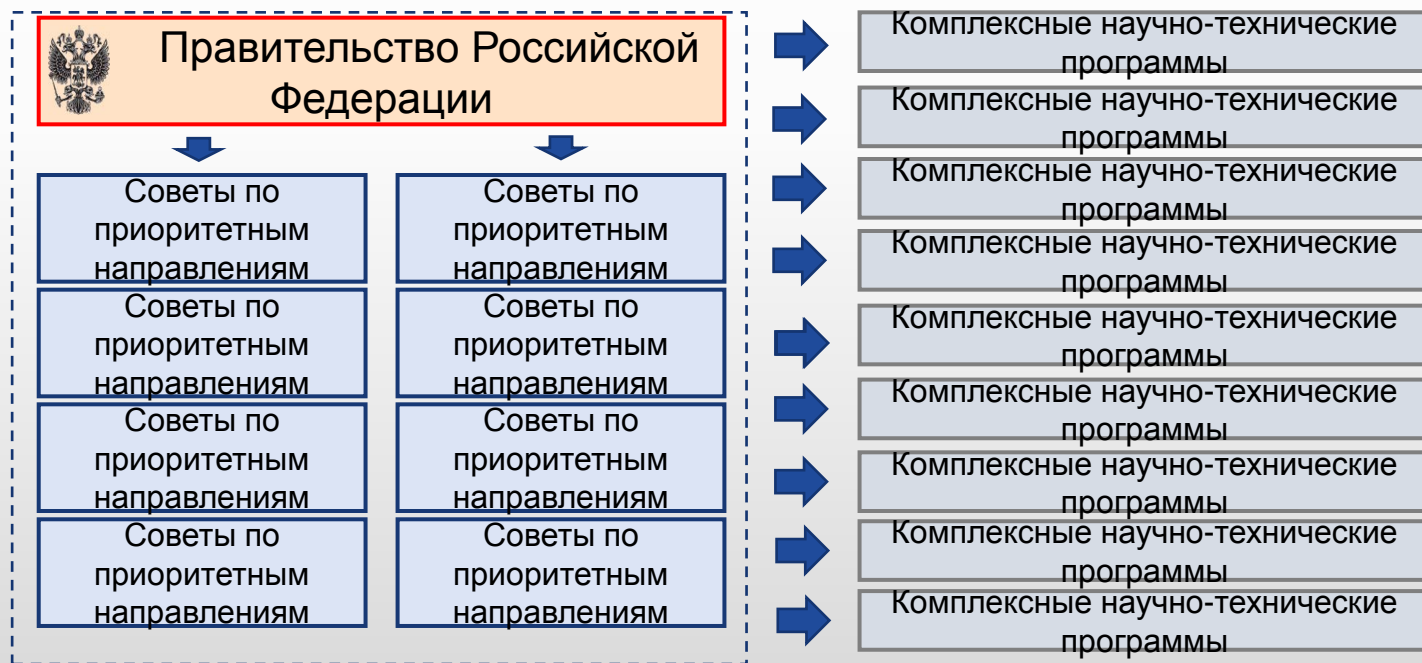 Правительство Российской
Федерации
Советы по
приоритетным
направлениям
Советы по
приоритетным
направлениям
Советы по
приоритетным
направлениям
Советы по
приоритетным
направлениям
Советы по
приоритетным
направлениям
Советы по
приоритетным
направлениям
Советы по
приоритетным
направлениям
Советы по
приоритетным
направлениям
Комплексные научно-технические
программы
Комплексные научно-технические
программы
Комплексные научно-технические
программы
Комплексные научно-технические
программы
Комплексные научно-технические
программы
Комплексные научно-технические
программы
Комплексные научно-технические
программы
Комплексные научно-технические
программы
Комплексные научно-технические
программы